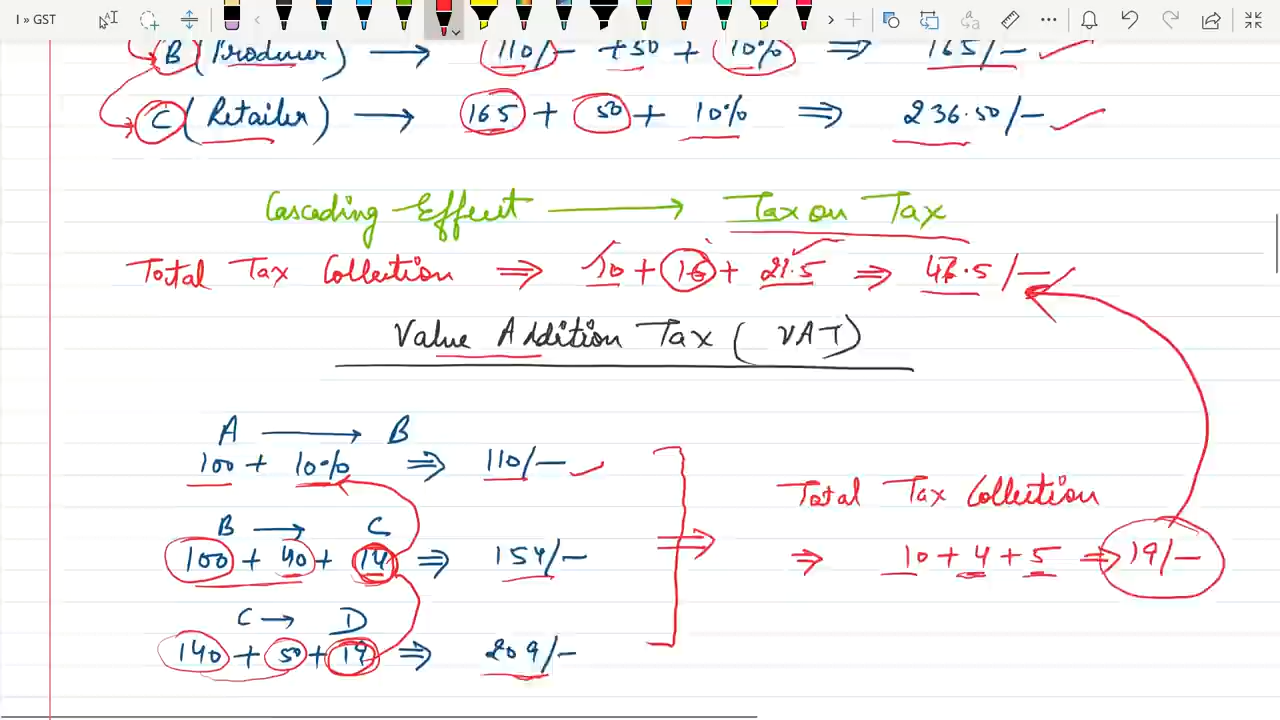 I » GST
B (Producer) → 110/- + 50 + 10% ⇒ 165/-
C (Retailer) → 165 + 50 + 10% ⇒ 236.50/-
Cascading Effect → Tax on Tax
Total Tax Collection ⇒ 10 + 16 + 21.5 ⇒ 47.5/-
Value Addition Tax (VAT)
A → B
100 + 10% ⇒ 110/-
B → C
100 + 40 + 14 ⇒ 154/-
C → D
140 + 50 + 19 ⇒ 209/-
Total Tax Collection
⇒ 10 + 4 + 5 ⇒ 19/-